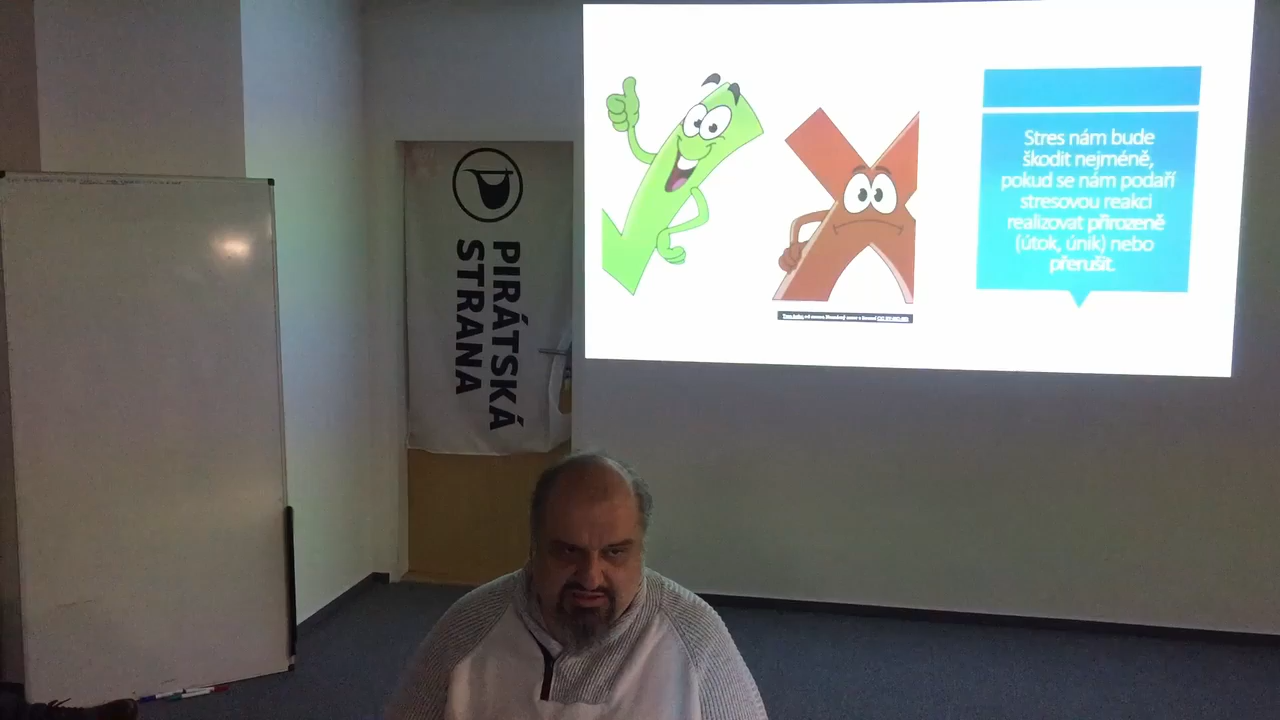 PIRÁTSKÁ
STRANA
Stres nám bude
škodit nejméně,
pokud se nám podaří
stresovou reakci
realizovat přirozeně
(útok, únik) nebo
přerušit.